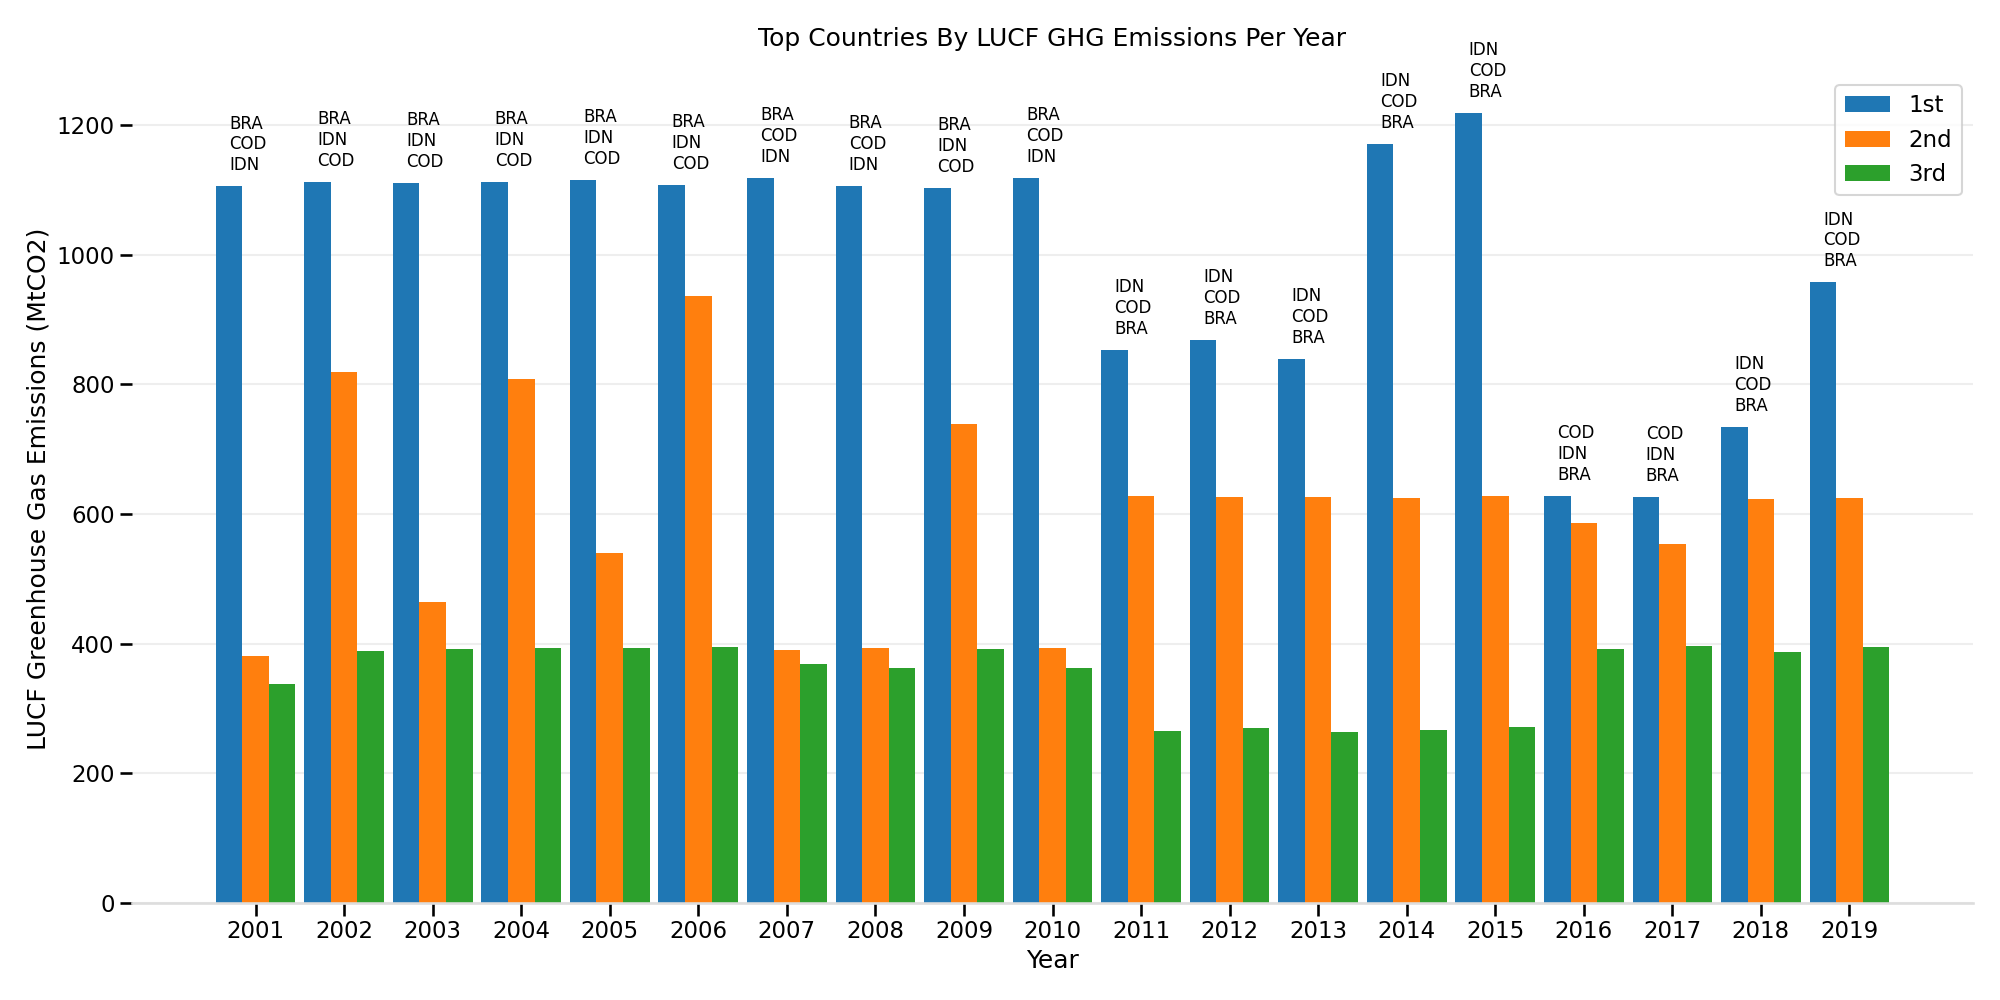 Top Countries By LUCF GHG Emissions Per Year
LUCF Greenhouse Gas Emissions (MtCO2)
1200
1000
800
600
400
200
0
BRA
COD
IDN
BRA
IDN
COD
BRA
IDN
COD
BRA
IDN
COD
BRA
IDN
COD
BRA
IDN
COD
BRA
COD
IDN
BRA
COD
IDN
BRA
IDN
COD
BRA
COD
IDN
IDN
COD
BRA
IDN
COD
BRA
IDN
COD
BRA
IDN
COD
BRA
IDN
COD
BRA
COD
IDN
BRA
COD
IDN
BRA
IDN
COD
BRA
IDN
COD
BRA
1st
2nd
3rd
2001 2002 2003 2004 2005 2006 2007 2008 2009 2010 2011 2012 2013 2014 2015 2016 2017 2018 2019
Year